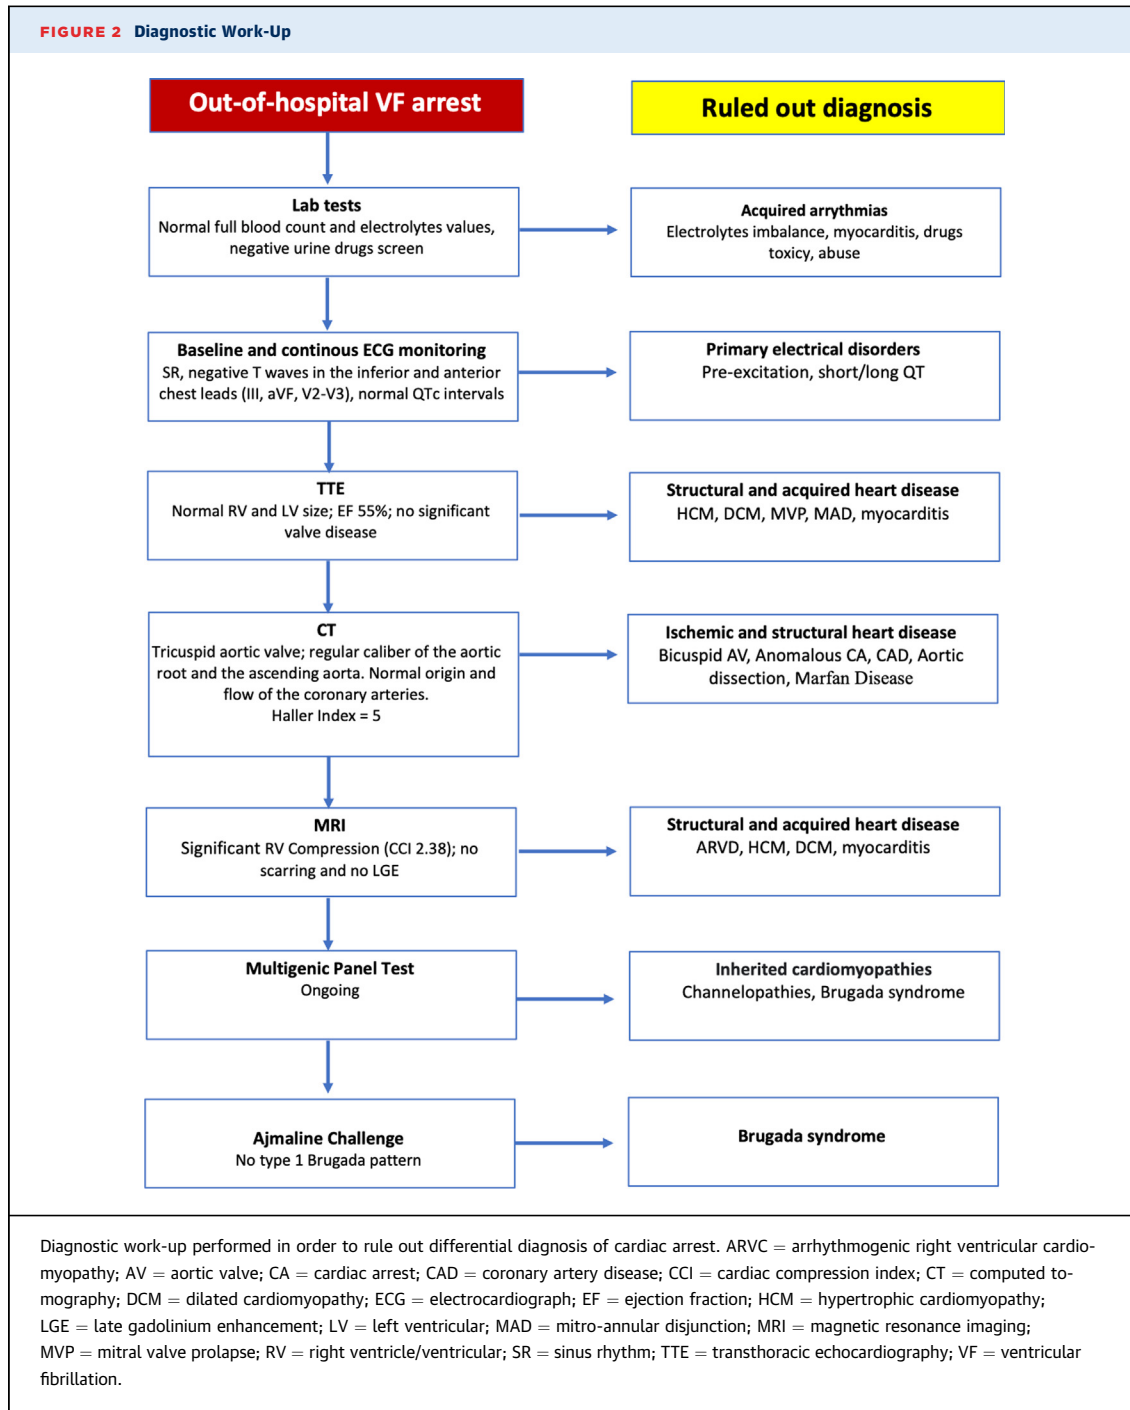 FIGURE 2 Diagnostic Work-Up
Out-of-hospital VF arrest
Ruled out diagnosis
Lab tests
Normal full blood count and electrolytes values,
negative urine drugs screen
Acquired arrythmias
Electrolytes imbalance, myocarditis, drugs
toxicy, abuse
Baseline and continous ECG monitoring
SR, negative T waves in the inferior and anterior
chest leads (III, aVF, V2-V3), normal QTc intervals
Primary electrical disorders
Pre-excitation, short/long QT
TTE
Normal RV and LV size; EF 55%; no significant
valve disease
Structural and acquired heart disease
HCM, DCM, MVP, MAD, myocarditis
CT
Tricuspid aortic valve; regular caliber of the aortic
root and the ascending aorta. Normal origin and
flow of the coronary arteries.
Haller Index = 5
Ischemic and structural heart disease
Bicuspid AV, Anomalous CA, CAD, Aortic
dissection, Marfan Disease
MRI
Significant RV Compression (CCI 2.38); no
scarring and no LGE
Structural and acquired heart disease
ARVD, HCM, DCM, myocarditis
Multigenic Panel Test
Ongoing
Inherited cardiomyopathies
Channelopathies, Brugada syndrome
Ajmaline Challenge
No type 1 Brugada pattern
Brugada syndrome
Diagnostic work-up performed in order to rule out differential diagnosis of cardiac arrest. ARVC = arrhythmogenic right ventricular cardio-
myopathy; AV = aortic valve; CA = cardiac arrest; CAD = coronary artery disease; CCI = cardiac compression index; CT = computed to-
mography; DCM = dilated cardiomyopathy; ECG = electrocardiograph; EF = ejection fraction; HCM = hypertrophic cardiomyopathy;
LGE = late gadolinium enhancement; LV = left ventricular; MAD = mitro-annular disjunction; MRI = magnetic resonance imaging;
MVP = mitral valve prolapse; RV = right ventricle/ventricular; SR = sinus rhythm; TTE = transthoracic echocardiography; VF = ventricular
fibrillation.